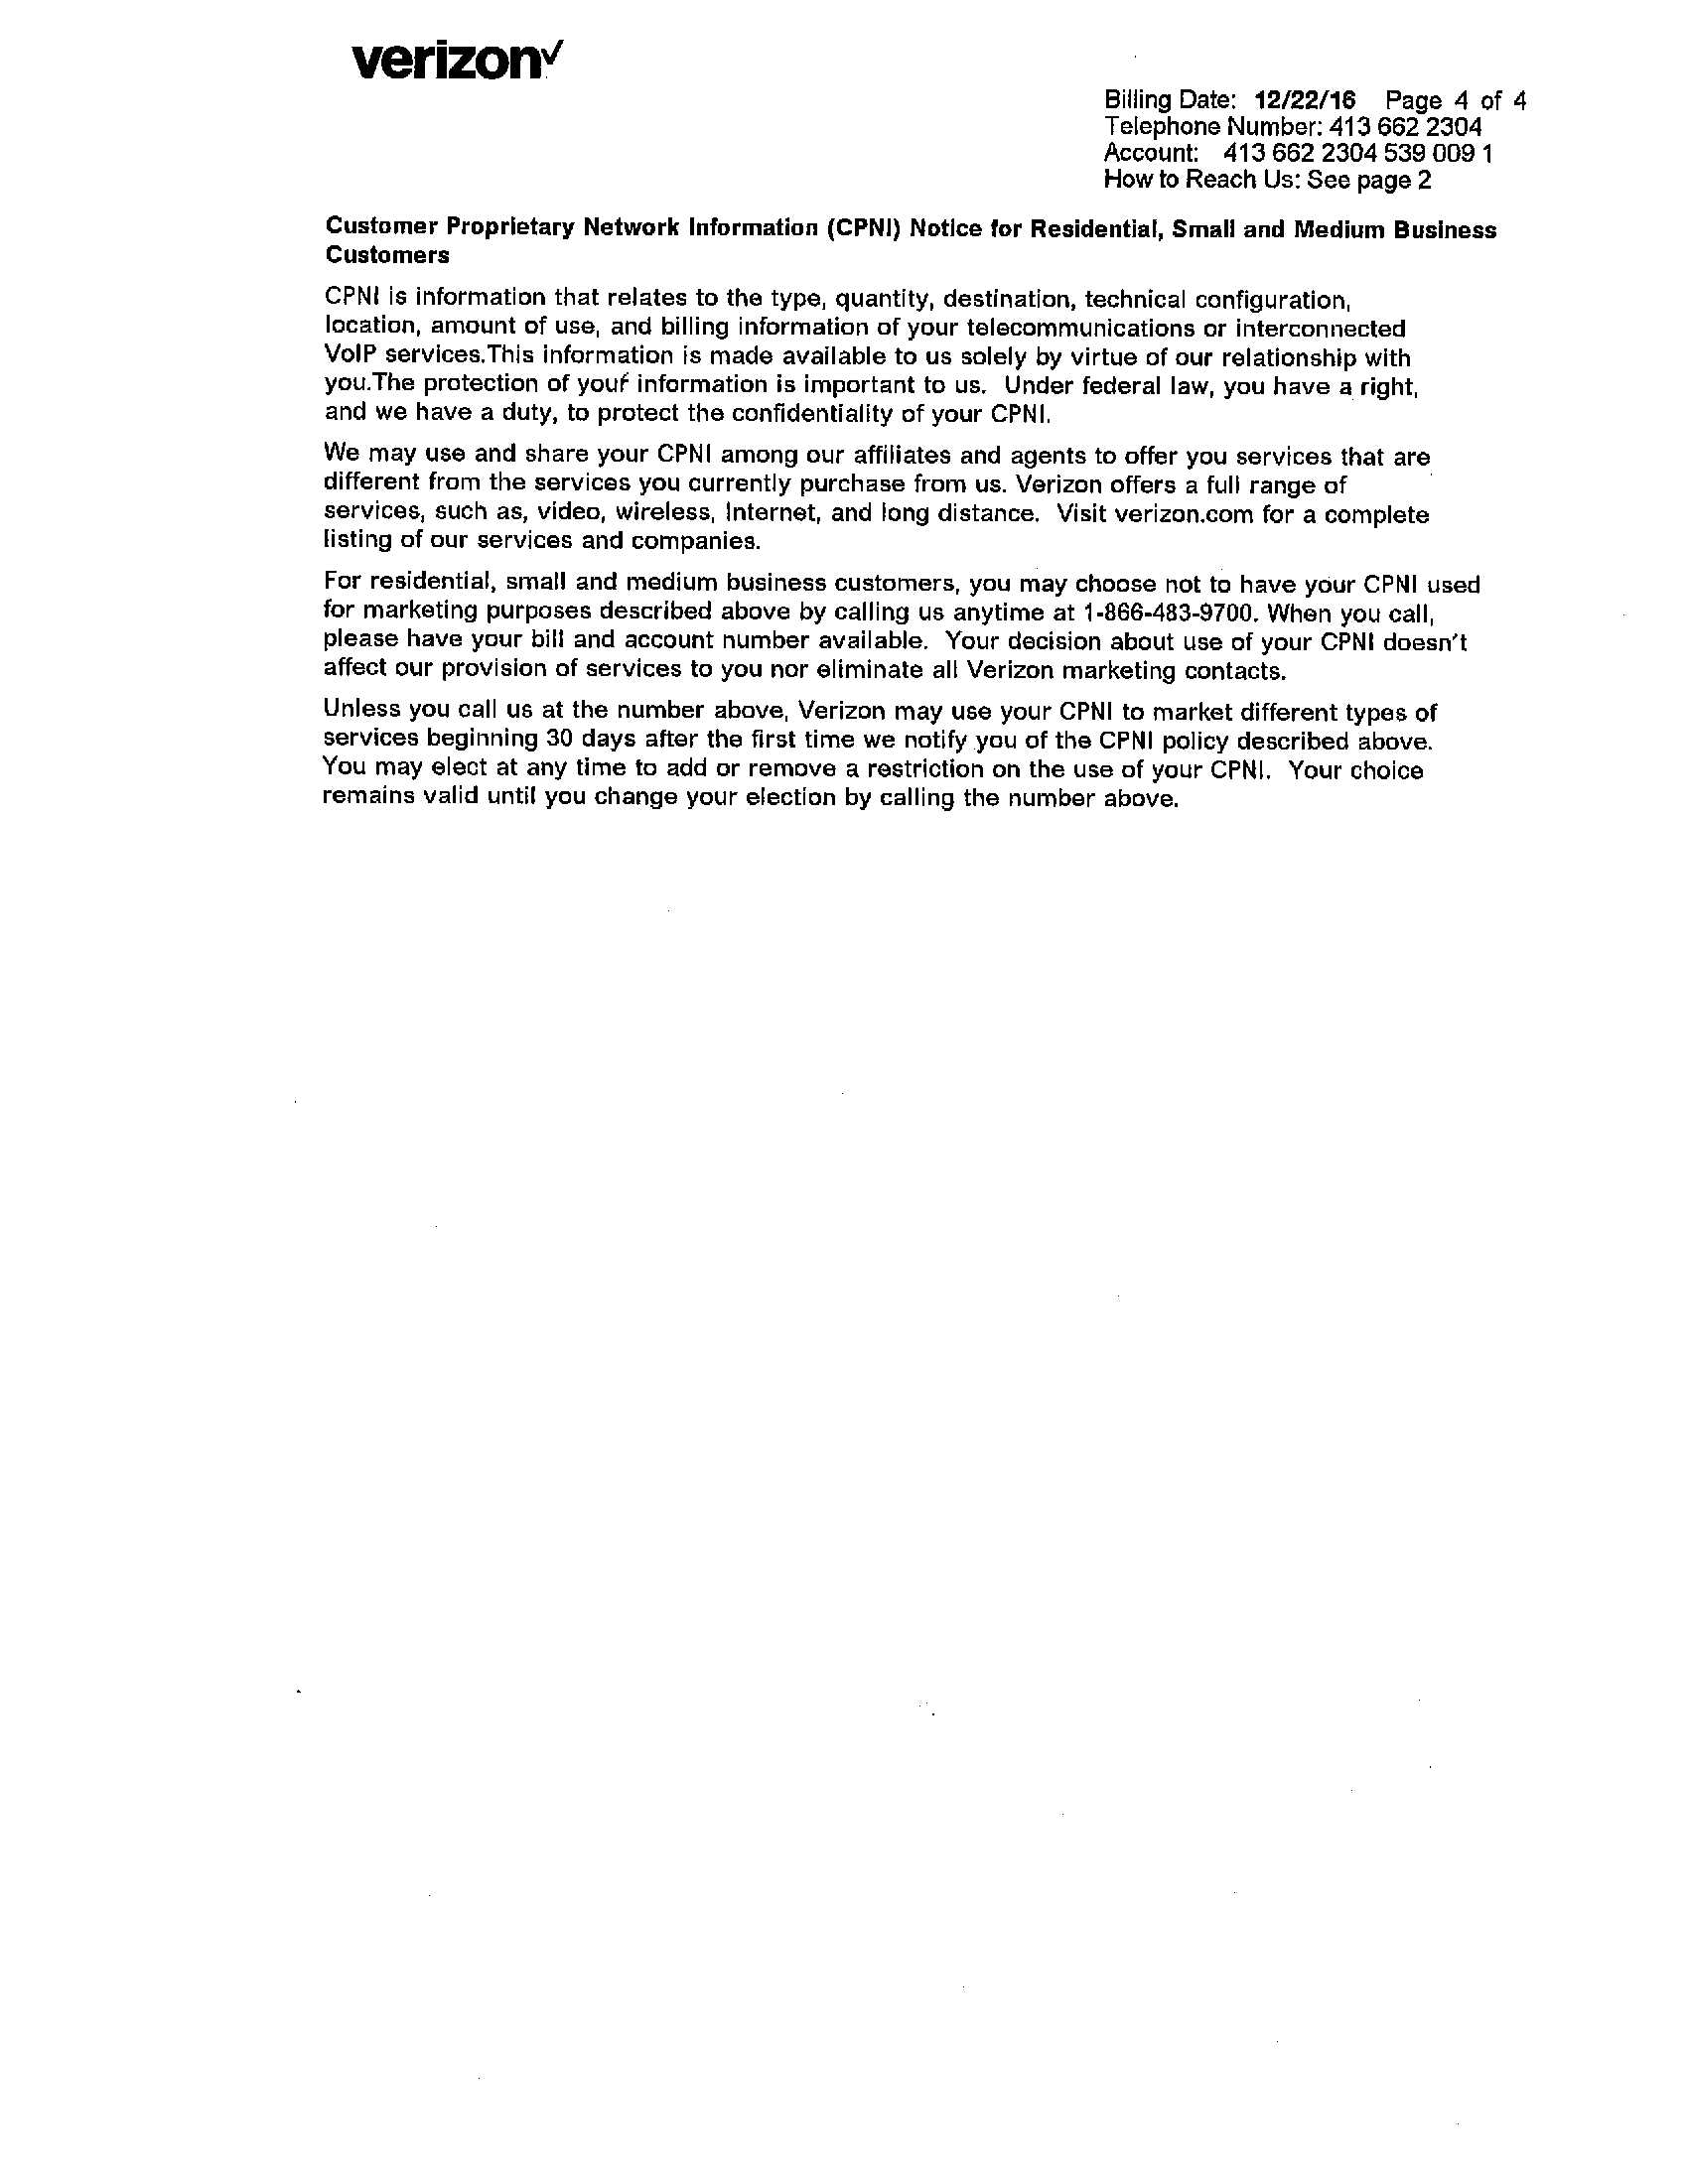 verizon✓
Billing Date: 12/22/16 Page 4 of 4
Telephone Number: 413 662 2304
Account: 413 662 2304 539 009 1
How to Reach Us: See page 2
Customer Proprietary Network Information (CPNI) Notice for Residential, Small and Medium Business
Customers
CPNI is information that relates to the type, quantity, destination, technical configuration,
location, amount of use, and billing information of your telecommunications or interconnected
VoIP services.This information is made available to us solely by virtue of our relationship with
you.The protection of your information is important to us. Under federal law, you have a right,
and we have a duty, to protect the confidentiality of your CPNI.
We may use and share your CPNI among our affiliates and agents to offer you services that are
different from the services you currently purchase from us. Verizon offers a full range of
services, such as, video, wireless, Internet, and long distance. Visit verizon.com for a complete
listing of our services and companies.
For residential, small and medium business customers, you may choose not to have your CPNI used
for marketing purposes described above by calling us anytime at 1-866-483-9700. When you call,
please have your bill and account number available. Your decision about use of your CPNI doesn't
affect our provision of services to you nor eliminate all Verizon marketing contacts.
Unless you call us at the number above, Verizon may use your CPNI to market different types of
services beginning 30 days after the first time we notify you of the CPNI policy described above.
You may elect at any time to add or remove a restriction on the use of your CPNI. Your choice
remains valid until you change your election by calling the number above.